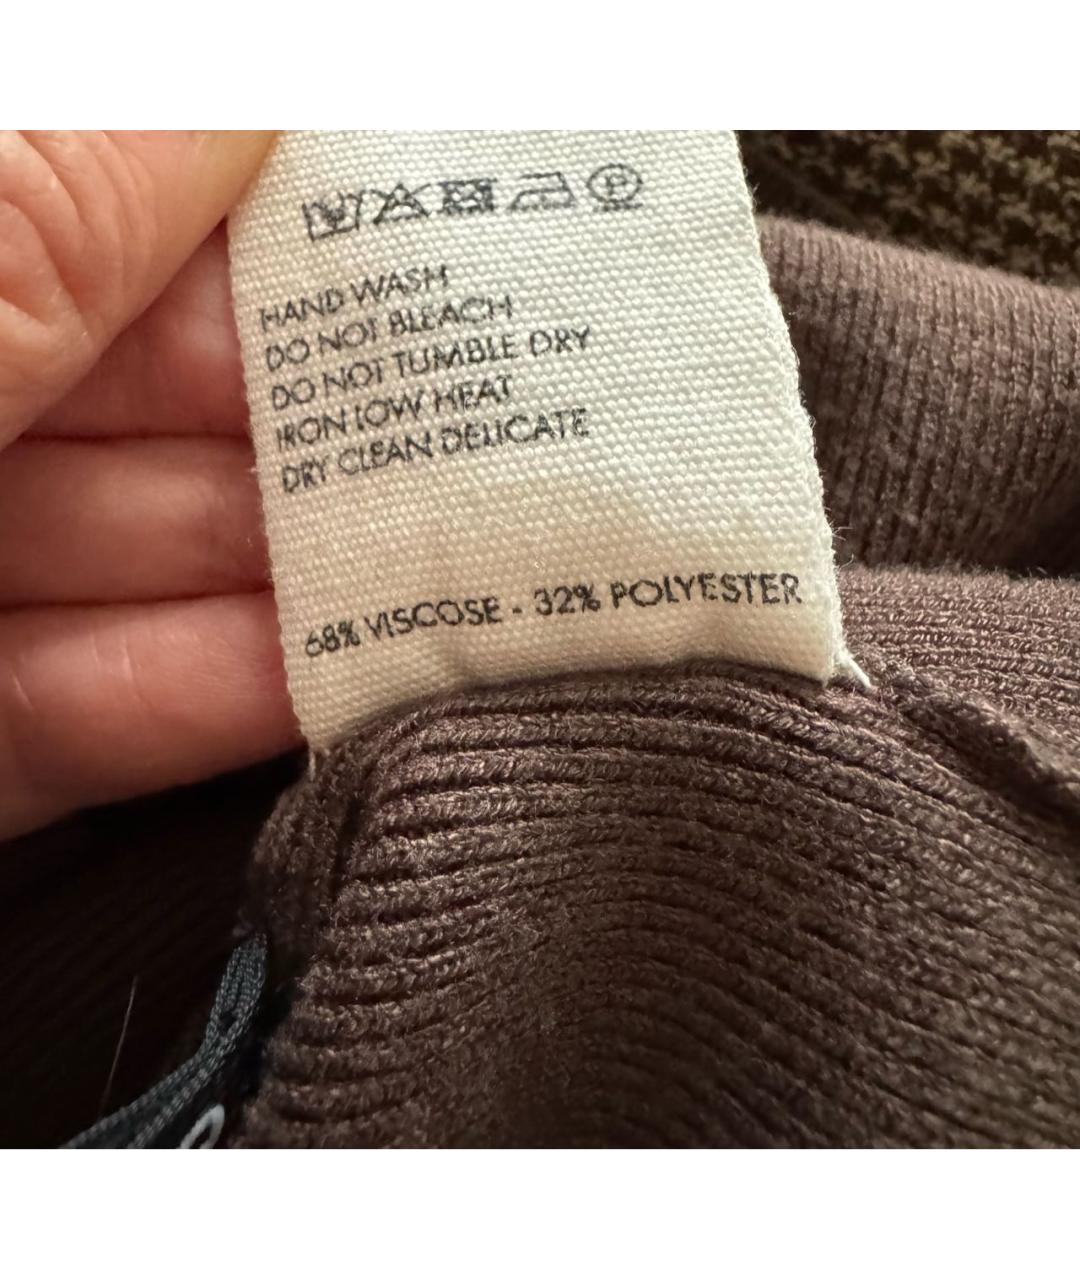 P
HAND WASH
DO NOT BLEACH
DO NOT TUMBLE DRY
IRON LOW HEAT
DRY CLEAN DELICATE
68% VISCOSE - 32% POLYESTER